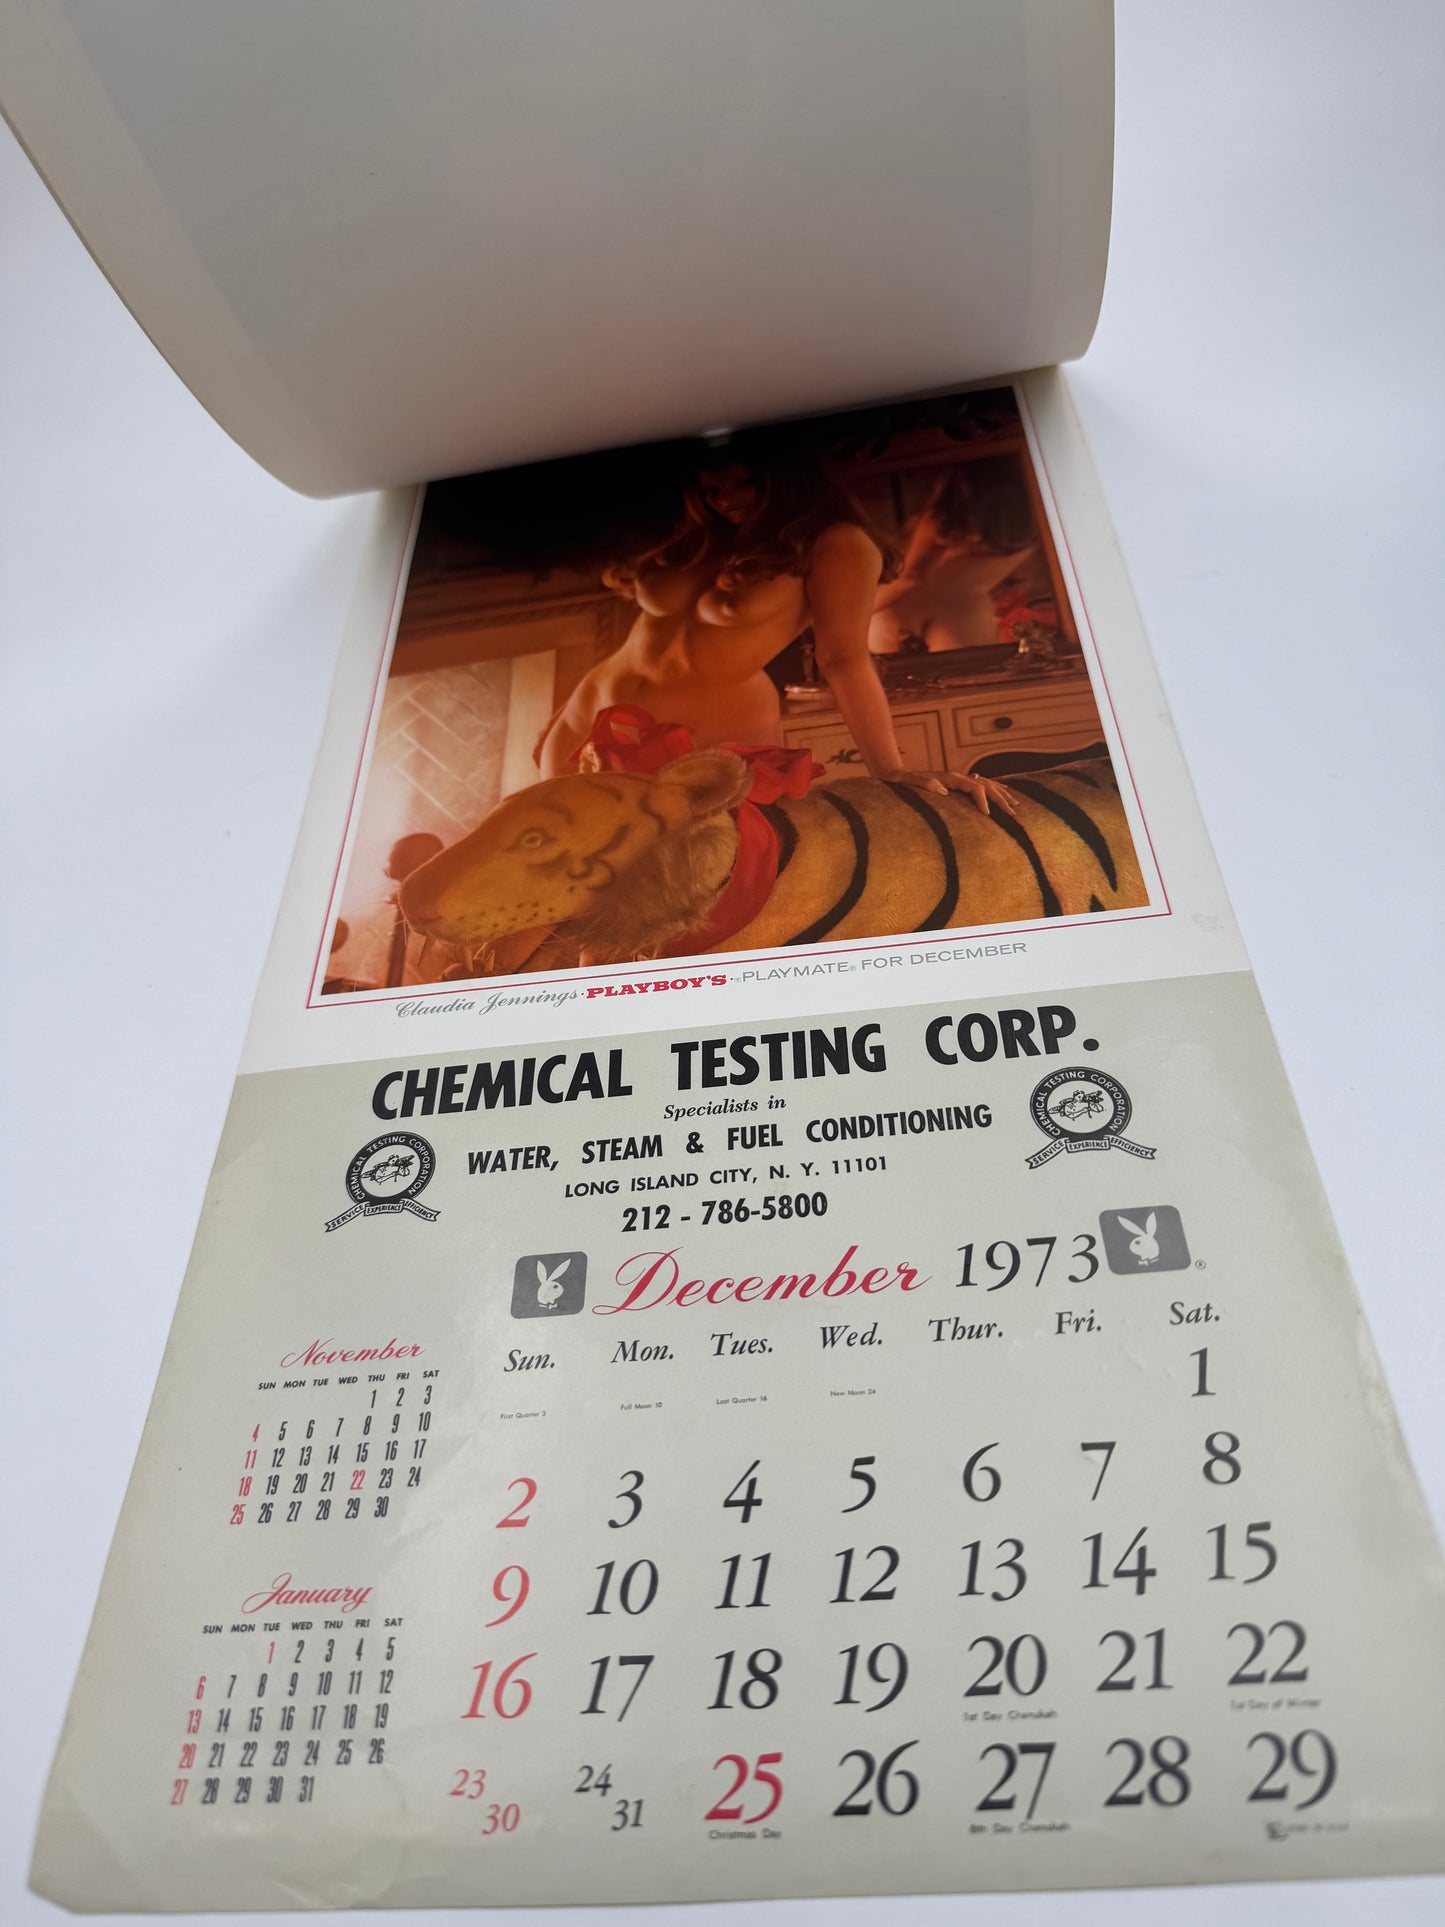 Claudia Jennings · PLAYBOY'S · ®PLAYMATE® FOR DECEMBER
CHEMICAL TESTING CORP.
Specialists in
WATER, STEAM & FUEL CONDITIONING
LONG ISLAND CITY, N. Y. 11101
212 - 786-5800
CHEMICAL TESTING CORPORATION
SERVICE EXPERIENCE EFFICIENCY
CHEMICAL TESTING CORPORATION
SERVICE EXPERIENCE EFFICIENCY
December 1973 ®
Sun. Mon. Tues. Wed. Thur. Fri. Sat.
First Quarter 3 Full Moon 10 Last Quarter 16 New Moon 24 1
2 3 4 5 6 7 8
9 10 11 12 13 14 15
16 17 18 19 20 21 22
1st Day Chanukah 1st Day of Winter
23 24 25 26 27 28 29
30 31
Christmas Day 8th Day Chanukah
November
SUN MON TUE WED THU FRI SAT
1 2 3
4 5 6 7 8 9 10
11 12 13 14 15 16 17
18 19 20 21 22 23 24
25 26 27 28 29 30
January
SUN MON TUE WED THU FRI SAT
1 2 3 4 5
6 7 8 9 10 11 12
13 14 15 16 17 18 19
20 21 22 23 24 25 26
27 28 29 30 31